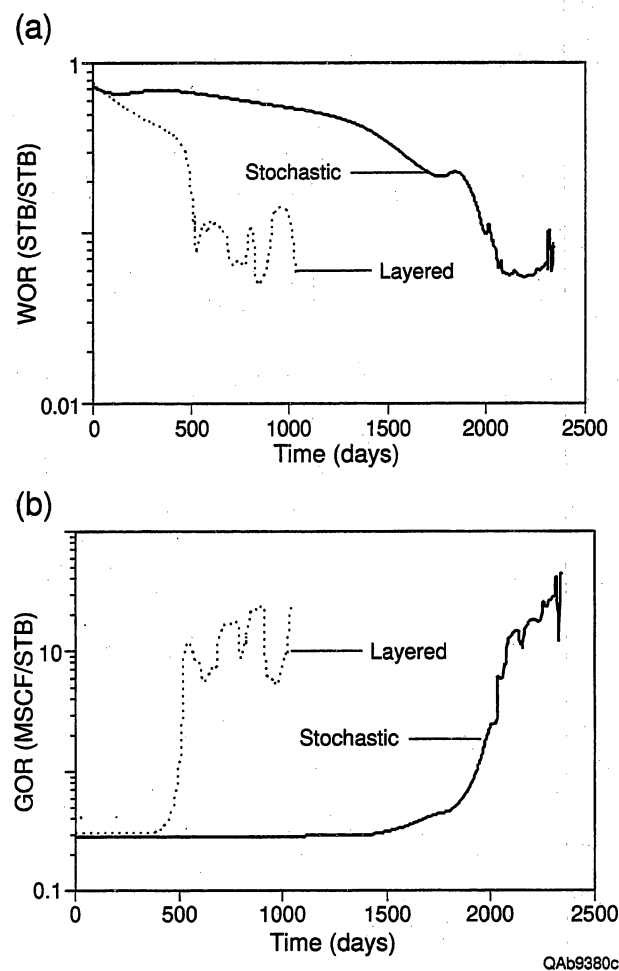 (a)
1
WOR (STB/STB)
Stochastic
Layered
0.01
0 500 1000 1500 2000 2500
Time (days)
(b)
GOR (MSCF/STB)
10
Layered
Stochastic
0.1
0 500 1000 1500 2000 2500
Time (days)
QAb9380c